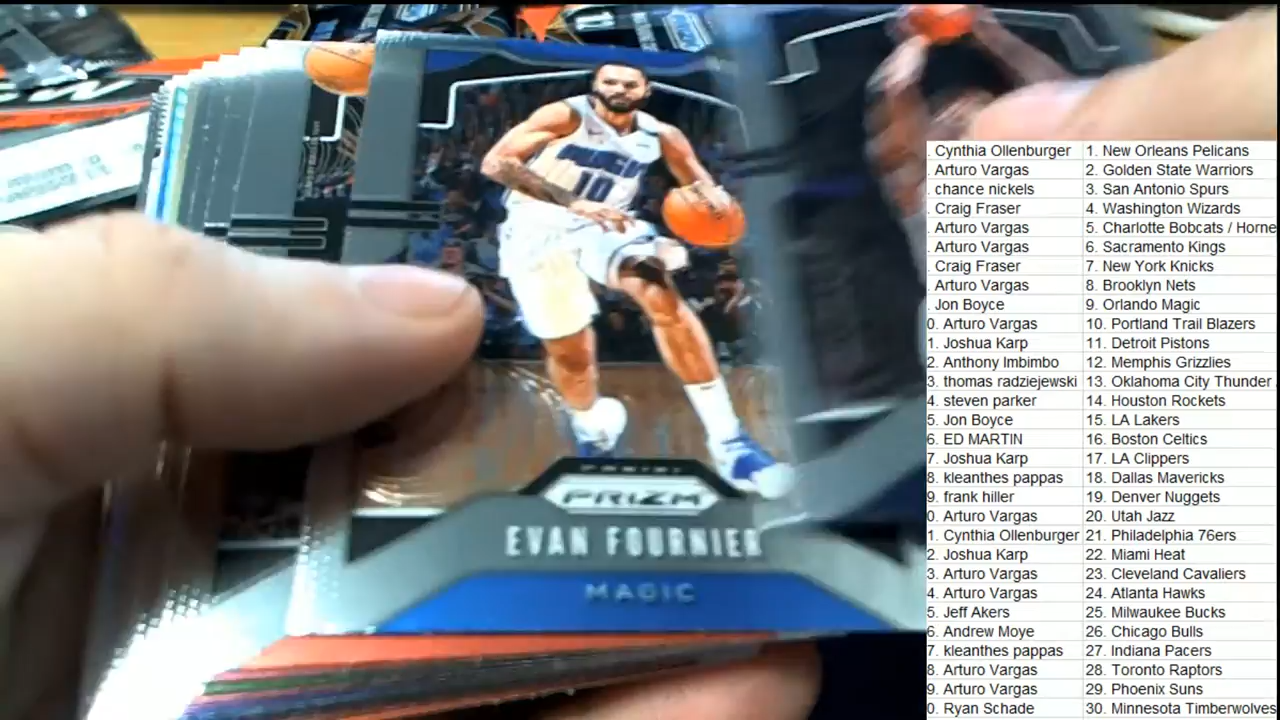 MAGIC
10
PANINI
PRIZM
EVAN FOURNIER
MAGIC
. Cynthia Ollenburger 1. New Orleans Pelicans
. Arturo Vargas 2. Golden State Warriors
. chance nickels 3. San Antonio Spurs
. Craig Fraser 4. Washington Wizards
. Arturo Vargas 5. Charlotte Bobcats / Horne
. Arturo Vargas 6. Sacramento Kings
. Craig Fraser 7. New York Knicks
. Arturo Vargas 8. Brooklyn Nets
. Jon Boyce 9. Orlando Magic
0. Arturo Vargas 10. Portland Trail Blazers
1. Joshua Karp 11. Detroit Pistons
2. Anthony Imbimbo 12. Memphis Grizzlies
3. thomas radziejewski 13. Oklahoma City Thunder
4. steven parker 14. Houston Rockets
5. Jon Boyce 15. LA Lakers
6. ED MARTIN 16. Boston Celtics
7. Joshua Karp 17. LA Clippers
8. kleanthes pappas 18. Dallas Mavericks
9. frank hiller 19. Denver Nuggets
0. Arturo Vargas 20. Utah Jazz
1. Cynthia Ollenburger 21. Philadelphia 76ers
2. Joshua Karp 22. Miami Heat
3. Arturo Vargas 23. Cleveland Cavaliers
4. Arturo Vargas 24. Atlanta Hawks
5. Jeff Akers 25. Milwaukee Bucks
6. Andrew Moye 26. Chicago Bulls
7. kleanthes pappas 27. Indiana Pacers
8. Arturo Vargas 28. Toronto Raptors
9. Arturo Vargas 29. Phoenix Suns
0. Ryan Schade 30. Minnesota Timberwolves